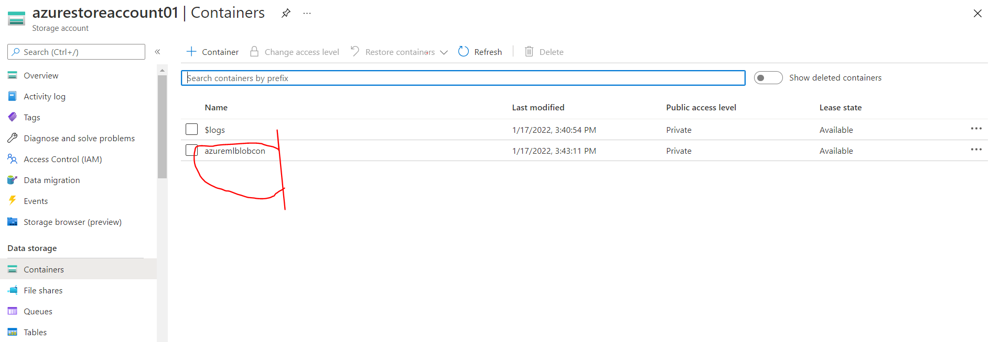 azurestoreaccount01 | Containers
Storage account
Search (Ctrl+/)
Overview
Activity log
Tags
Diagnose and solve problems
Access Control (IAM)
Data migration
Events
Storage browser (preview)
Data storage
Containers
File shares
Queues
Tables
Container Change access level Restore containers Refresh Delete
Search containers by prefix Show deleted containers
Name Last modified Public access level Lease state
$logs 1/17/2022, 3:40:54 PM Private Available
azuremlblobcon 1/17/2022, 3:43:11 PM Private Available